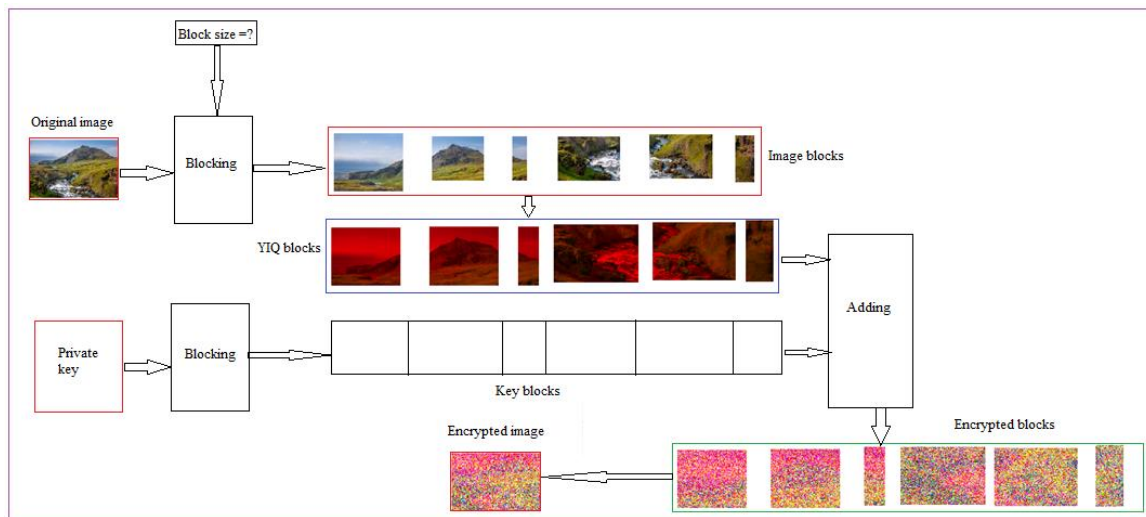 Block size =?
Original image
Blocking
Image blocks
YIQ blocks
Adding
Private
key
Blocking
Key blocks
Encrypted image
Encrypted blocks